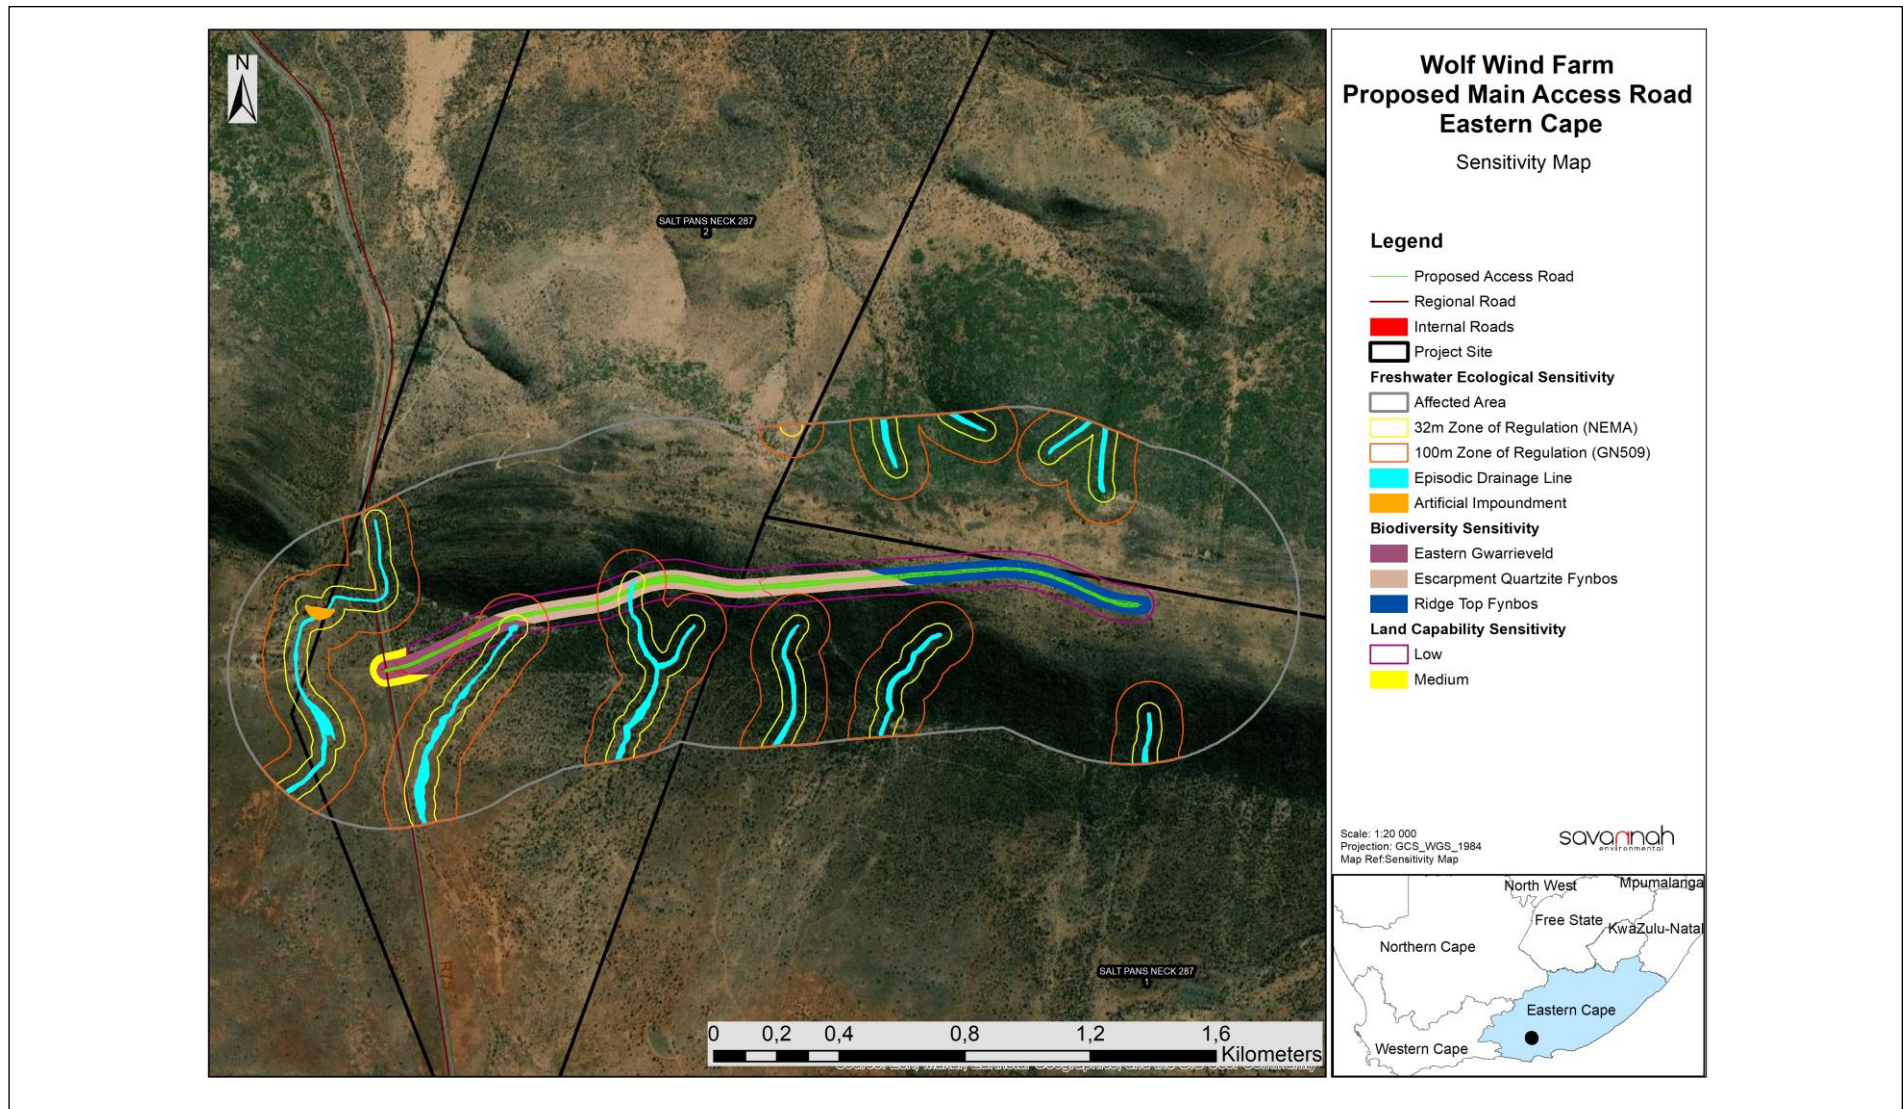 N
SALT PANS NECK 287
2
SALT PANS NECK 287
1
R75
0 0,2 0,4 0,8 1,2 1,6
Kilometers
Wolf Wind Farm
Proposed Main Access Road
Eastern Cape
Sensitivity Map
Legend
Proposed Access Road
Regional Road
Internal Roads
Project Site
Freshwater Ecological Sensitivity
Affected Area
32m Zone of Regulation (NEMA)
100m Zone of Regulation (GN509)
Episodic Drainage Line
Artificial Impoundment
Biodiversity Sensitivity
Eastern Gwarrieveld
Escarpment Quartzite Fynbos
Ridge Top Fynbos
Land Capability Sensitivity
Low
Medium
Scale: 1:20 000
Projection: GCS_WGS_1984
Map Ref:Sensitivity Map
savannah
environmental
North West
Mpumalanga
Free State
KwaZulu-Natal
Northern Cape
Eastern Cape
Western Cape